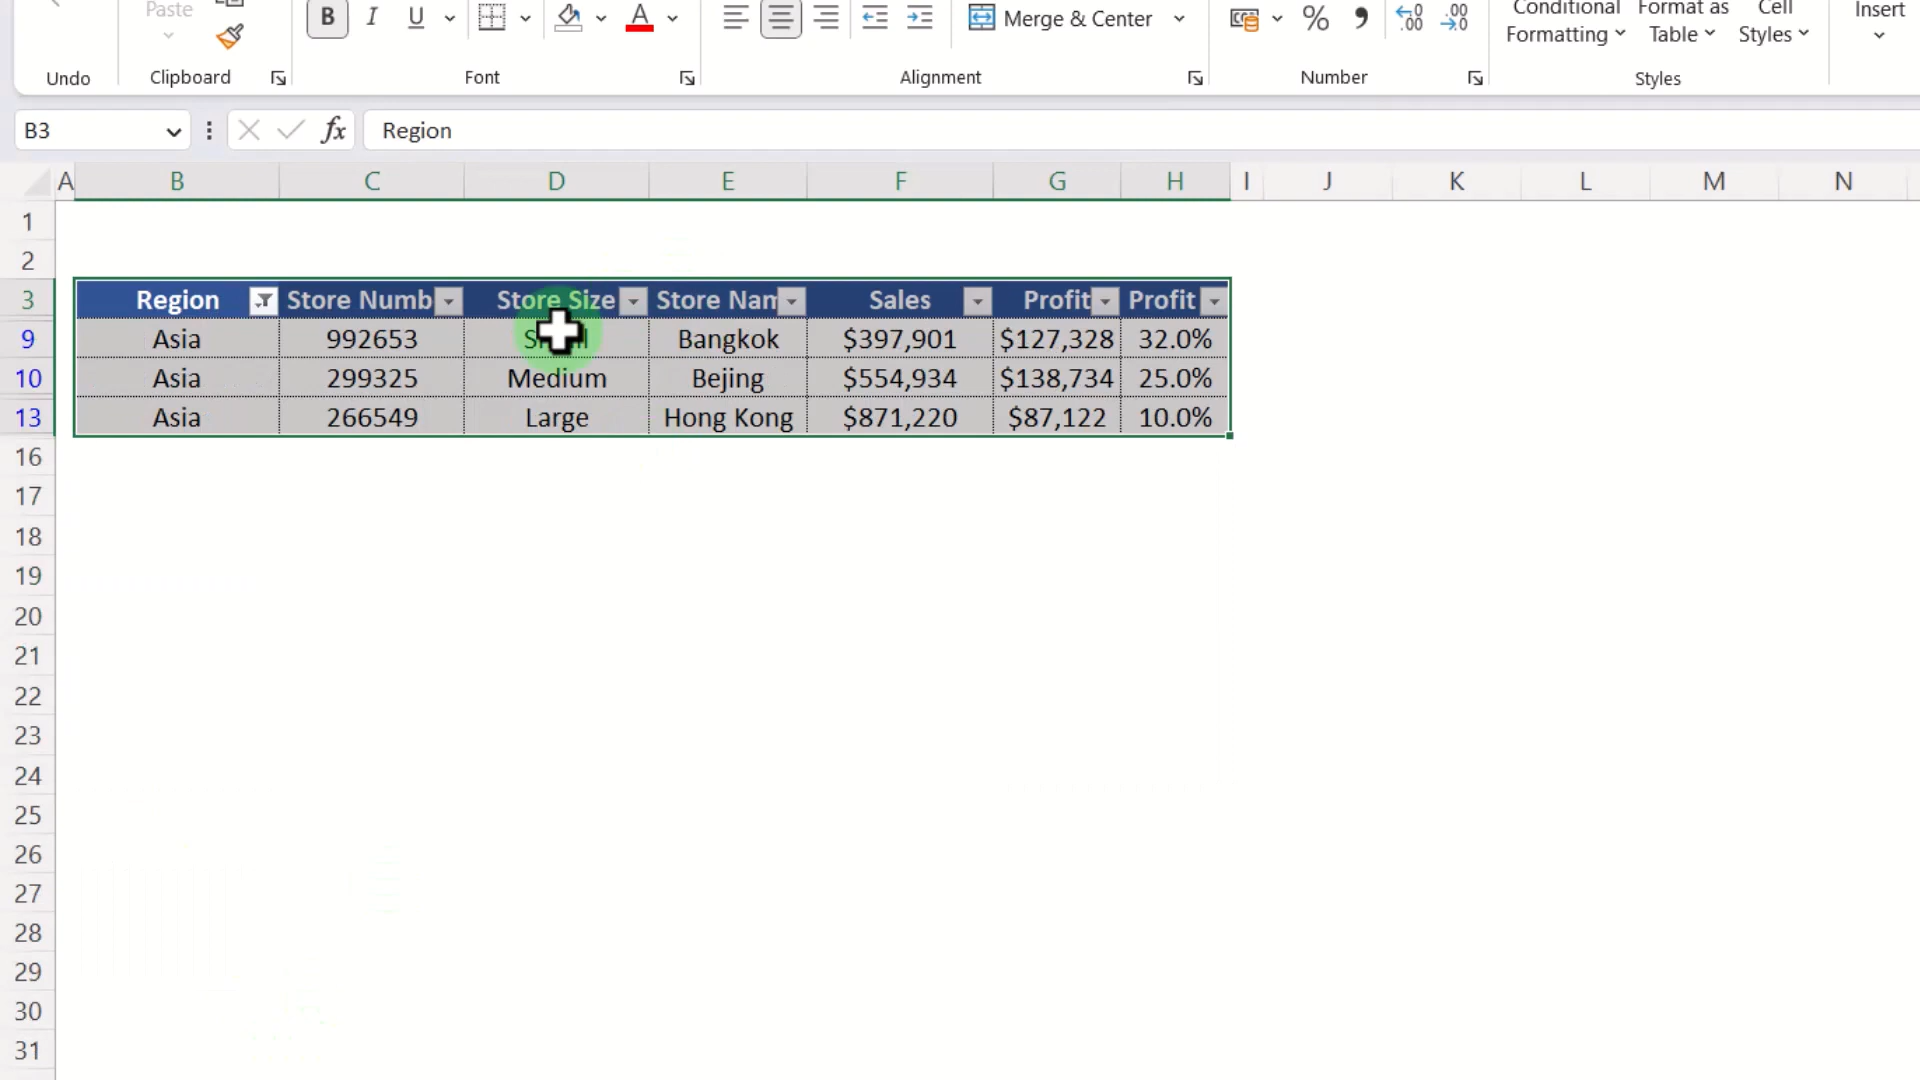 Paste
B I U A
Merge & Center
% 9 .00
Conditional Formatting
Format as Table
Cell Styles
Insert
Undo Clipboard Font Alignment Number Styles
B3 fx Region
A B C D E F G H I J K L M N
1
2
3 Region Store Numb Store Size Store Nam Sales Profit Profit
9 Asia 992653 Bangkok $397,901 $127,328 32.0%
10 Asia 299325 Medium Bejing $554,934 $138,734 25.0%
13 Asia 266549 Large Hong Kong $871,220 $87,122 10.0%
16
17
18
19
20
21
22
23
24
25
26
27
28
29
30
31